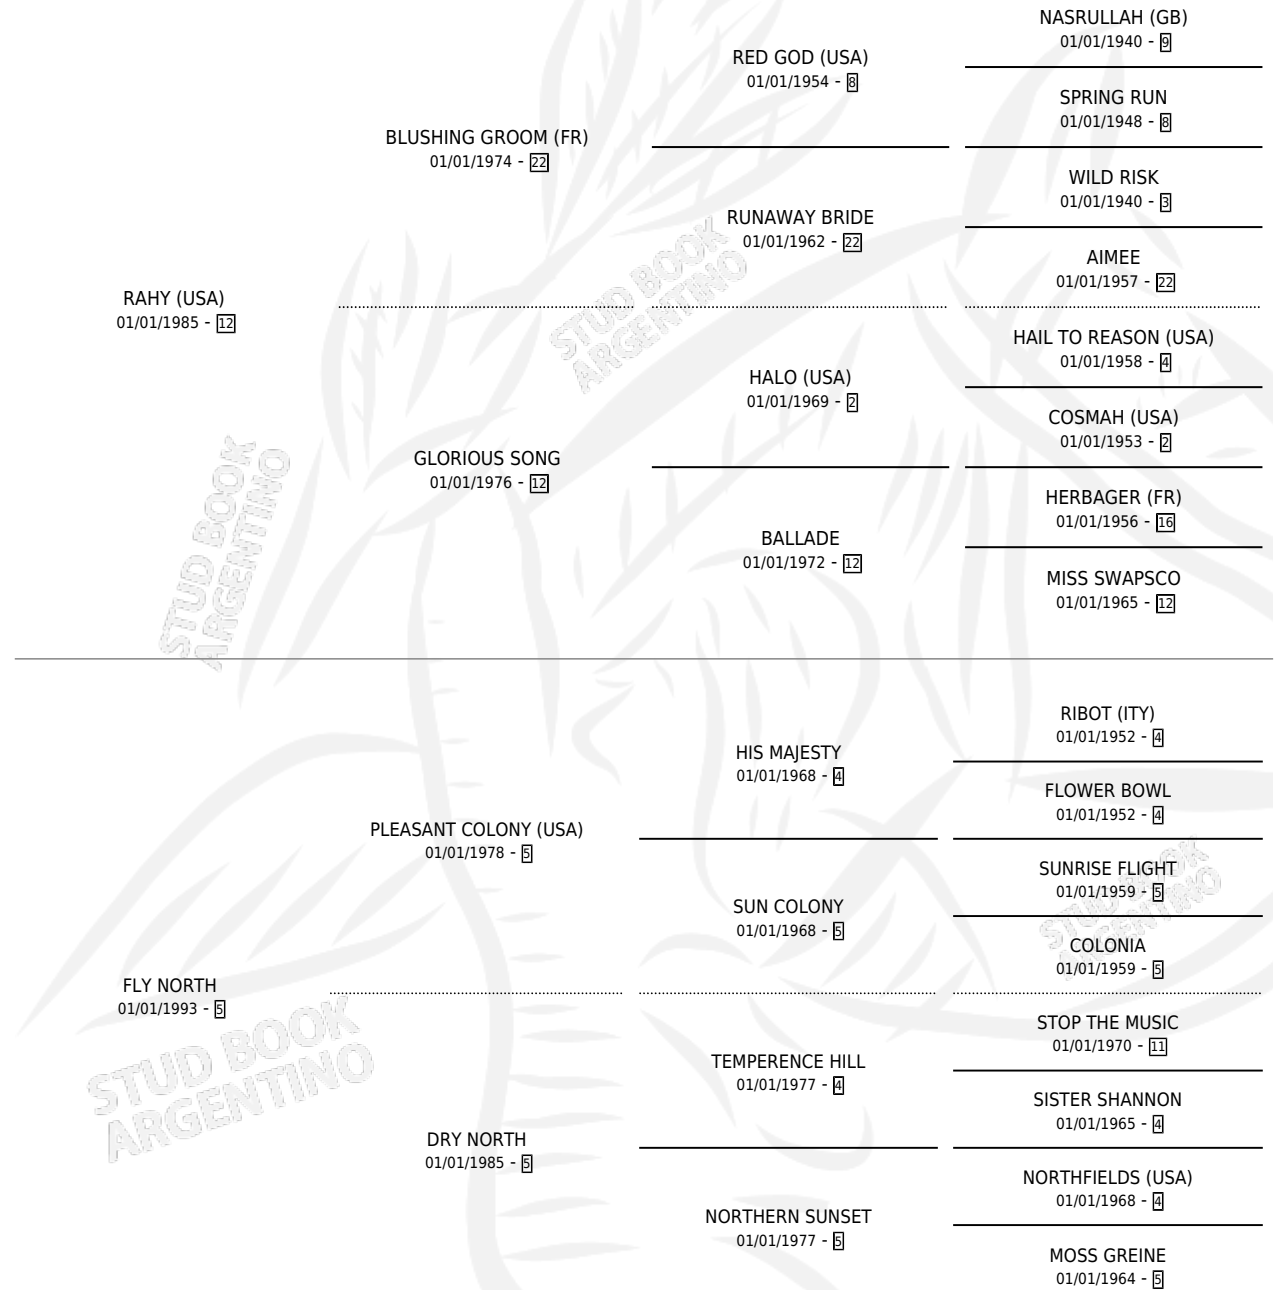 NASRULLAH (GB)
01/01/1940 - 9
RED GOD (USA)
01/01/1954 - 8
SPRING RUN
01/01/1948 - 8
BLUSHING GROOM (FR)
01/01/1974 - 22
WILD RISK
01/01/1940 - 3
RUNAWAY BRIDE
01/01/1962 - 22
AIMEE
01/01/1957 - 22
RAHY (USA)
01/01/1985 - 12
HAIL TO REASON (USA)
01/01/1958 - 4
HALO (USA)
01/01/1969 - 2
COSMAH (USA)
01/01/1953 - 2
GLORIOUS SONG
01/01/1976 - 12
HERBAGER (FR)
01/01/1956 - 16
BALLADE
01/01/1972 - 12
MISS SWAPSCO
01/01/1965 - 12
RIBOT (ITY)
01/01/1952 - 4
HIS MAJESTY
01/01/1968 - 4
FLOWER BOWL
01/01/1952 - 4
PLEASANT COLONY (USA)
01/01/1978 - 5
SUNRISE FLIGHT
01/01/1959 - 5
SUN COLONY
01/01/1968 - 5
COLONIA
01/01/1959 - 5
FLY NORTH
01/01/1993 - 5
STOP THE MUSIC
01/01/1970 - 11
TEMPERENCE HILL
01/01/1977 - 4
SISTER SHANNON
01/01/1965 - 4
DRY NORTH
01/01/1985 - 5
NORTHFIELDS (USA)
01/01/1968 - 4
NORTHERN SUNSET
01/01/1977 - 5
MOSS GREINE
01/01/1964 - 5
STUD BOOK
ARGENTINO
STUD BOOK
ARGENTINO
STUD BOOK
ARGENTINO
STUD BOOK
ARGENTINO